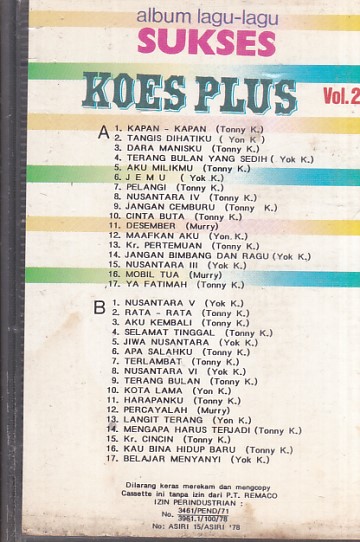 album lagu-lagu
SUKSES
KOES PLUS Vol.2
A 1. KAPAN - KAPAN (Tonny K.)
2. TANGIS DIHATIKU ( Yon K.)
3. DARA MANISKU (Tonny K.)
4. TERANG BULAN YANG SEDIH ( Yok K.)
5. AKU MILIKMU (Tonny K.)
6. J E M U ( Yok K.)
7. PELANGI (Tonny K.)
8. NUSANTARA IV (Tonny K.)
9. JANGAN CEMBURU (Tonny K.)
10. CINTA BUTA (Tonny K.)
11. DESEMBER (Murry)
12. MAAFKAN AKU (Yon. K.)
13. Kr. PERTEMUAN (Tonny K.)
14. JANGAN BIMBANG DAN RAGU (Yok K.)
15. NUSANTARA III (Yok K.)
16. MOBIL TUA (Murry)
17. YA FATIMAH (Tonny K.)
B 1. NUSANTARA V (Yok K.)
2. RATA - RATA (Tonny K.)
3. AKU KEMBALI (Tonny K.)
4. SELAMAT TINGGAL (Tonny K.)
5. JIWA NUSANTARA (Yok K.)
6. APA SALAHKU (Tonny K.)
7. TERLAMBAT (Tonny K.)
8. NUSANTARA VI (Yok K.)
9. TERANG BULAN (Tonny K.)
10. KOTA LAMA (Yon K.)
11. HARAPANKU (Tonny K.)
12. PERCAYALAH (Murry)
13. LANGIT TERANG (Yon K.)
14. MENGAPA HARUS TERJADI (Tonny K.)
15. Kr. CINCIN (Tonny K.)
16. KAU BINA HIDUP BARU (Tonny K.)
17. BELAJAR MENYANYI (Yok K.)
Dilarang keras merekam dan mengcopy
Cassette ini tanpa izin dari P.T. REMACO
IZIN PERINDUSTRIAN :
No. 3461/PEND/71
3961.1/100/78
No: ASIRI 15/ASIRI '78